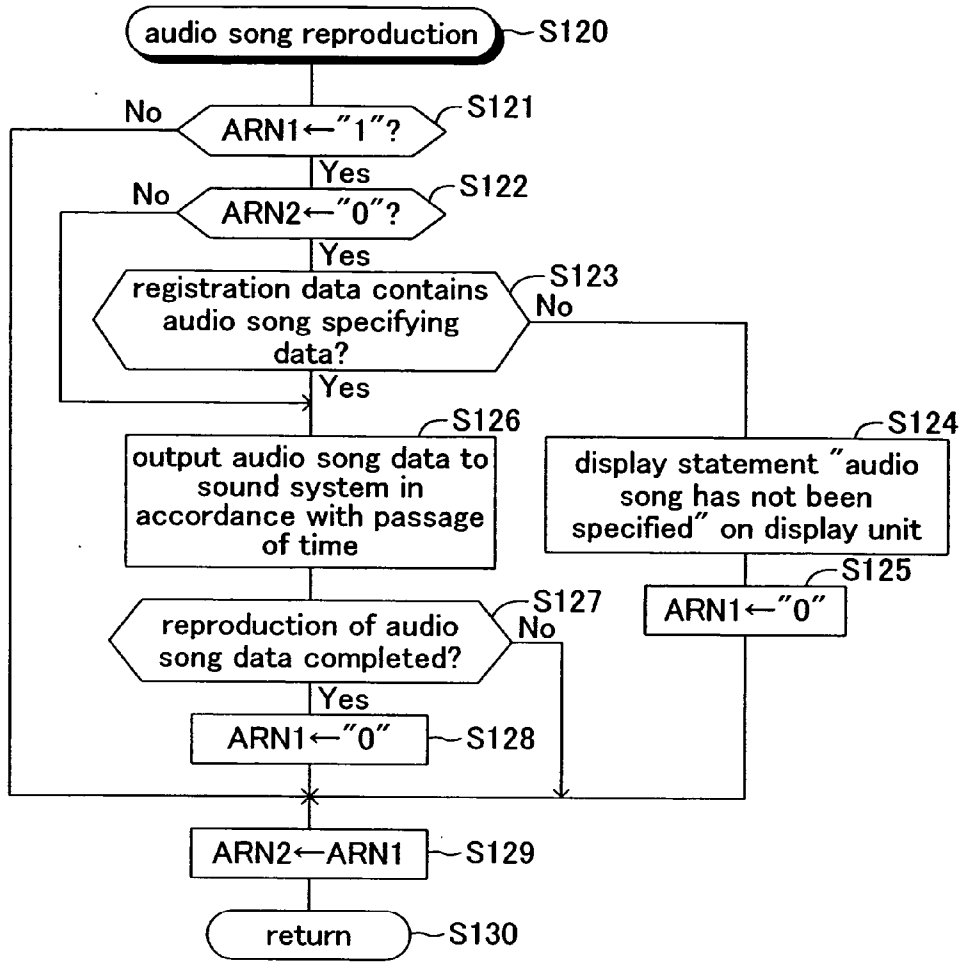 audio song reproduction
S120
No
S121
ARN1←"1"?
Yes
No
S122
ARN2←"0"?
Yes
S123
registration data contains
audio song specifying
data?
No
Yes
S126
output audio song data to
sound system in
accordance with passage
of time
S124
display statement "audio
song has not been
specified" on display unit
S125
ARN1←"0"
S127
reproduction of audio
song data completed?
No
Yes
ARN1←"0"
S128
ARN2←ARN1
S129
return
S130